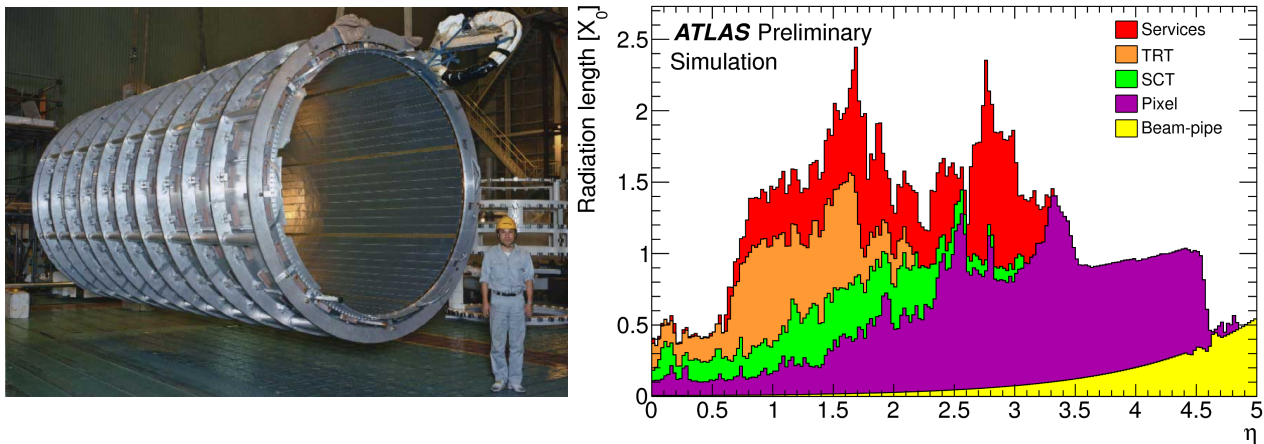 ATLAS Preliminary
Simulation
Services
TRT
SCT
Pixel
Beam-pipe
Radiation length [X₀]
2.5
2
1.5
1
0.5
0
0 0.5 1 1.5 2 2.5 3 3.5 4 4.5 5
η